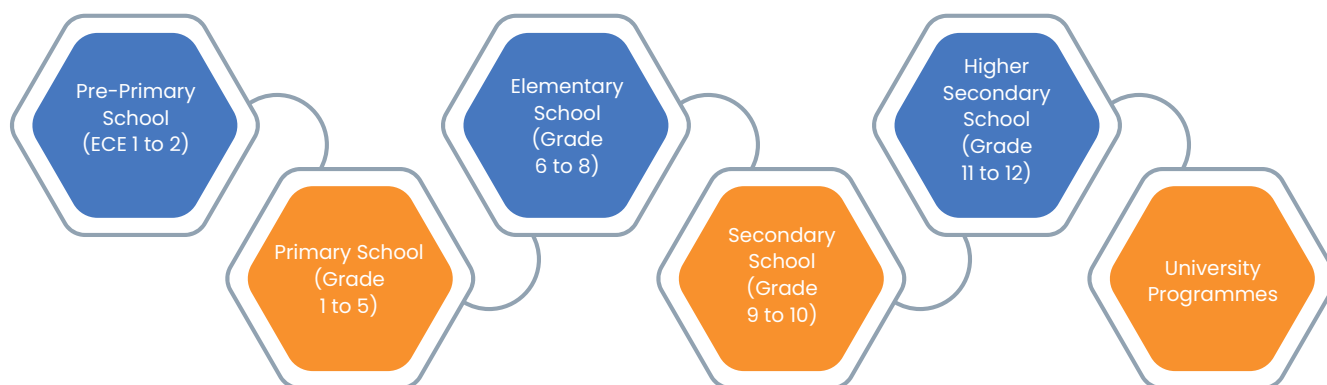 Pre-Primary
School
(ECE 1 to 2)
Primary School
(Grade
1 to 5)
Elementary
School
(Grade
6 to 8)
Secondary
School
(Grade
9 to 10)
Higher
Secondary
School
(Grade
11 to 12)
University
Programmes